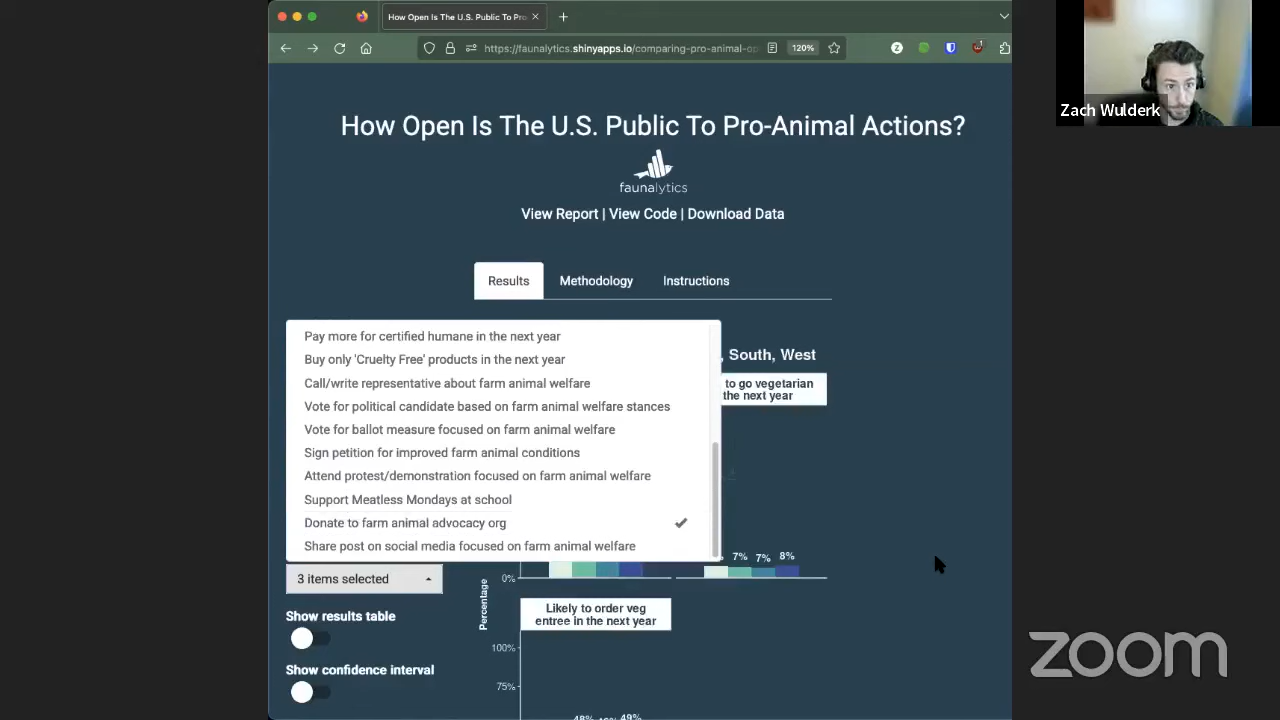 How Open Is The U.S. Public To Pro
https://faunalytics.shinyapps.io/comparing-pro-animal-op
120%
Zach Wulderk
How Open Is The U.S. Public To Pro-Animal Actions?
faunalytics
View Report | View Code | Download Data
Results
Methodology
Instructions
, South, West
to go vegetarian
the next year
Pay more for certified humane in the next year
Buy only 'Cruelty Free' products in the next year
Call/write representative about farm animal welfare
Vote for political candidate based on farm animal welfare stances
Vote for ballot measure focused on farm animal welfare
Sign petition for improved farm animal conditions
Attend protest/demonstration focused on farm animal welfare
Support Meatless Mondays at school
Donate to farm animal advocacy org
Share post on social media focused on farm animal welfare
3 items selected
7% 7% 8%
0%
Percentage
Likely to order veg
entree in the next year
Show results table
100%
Show confidence interval
75%
48% 49%
zoom